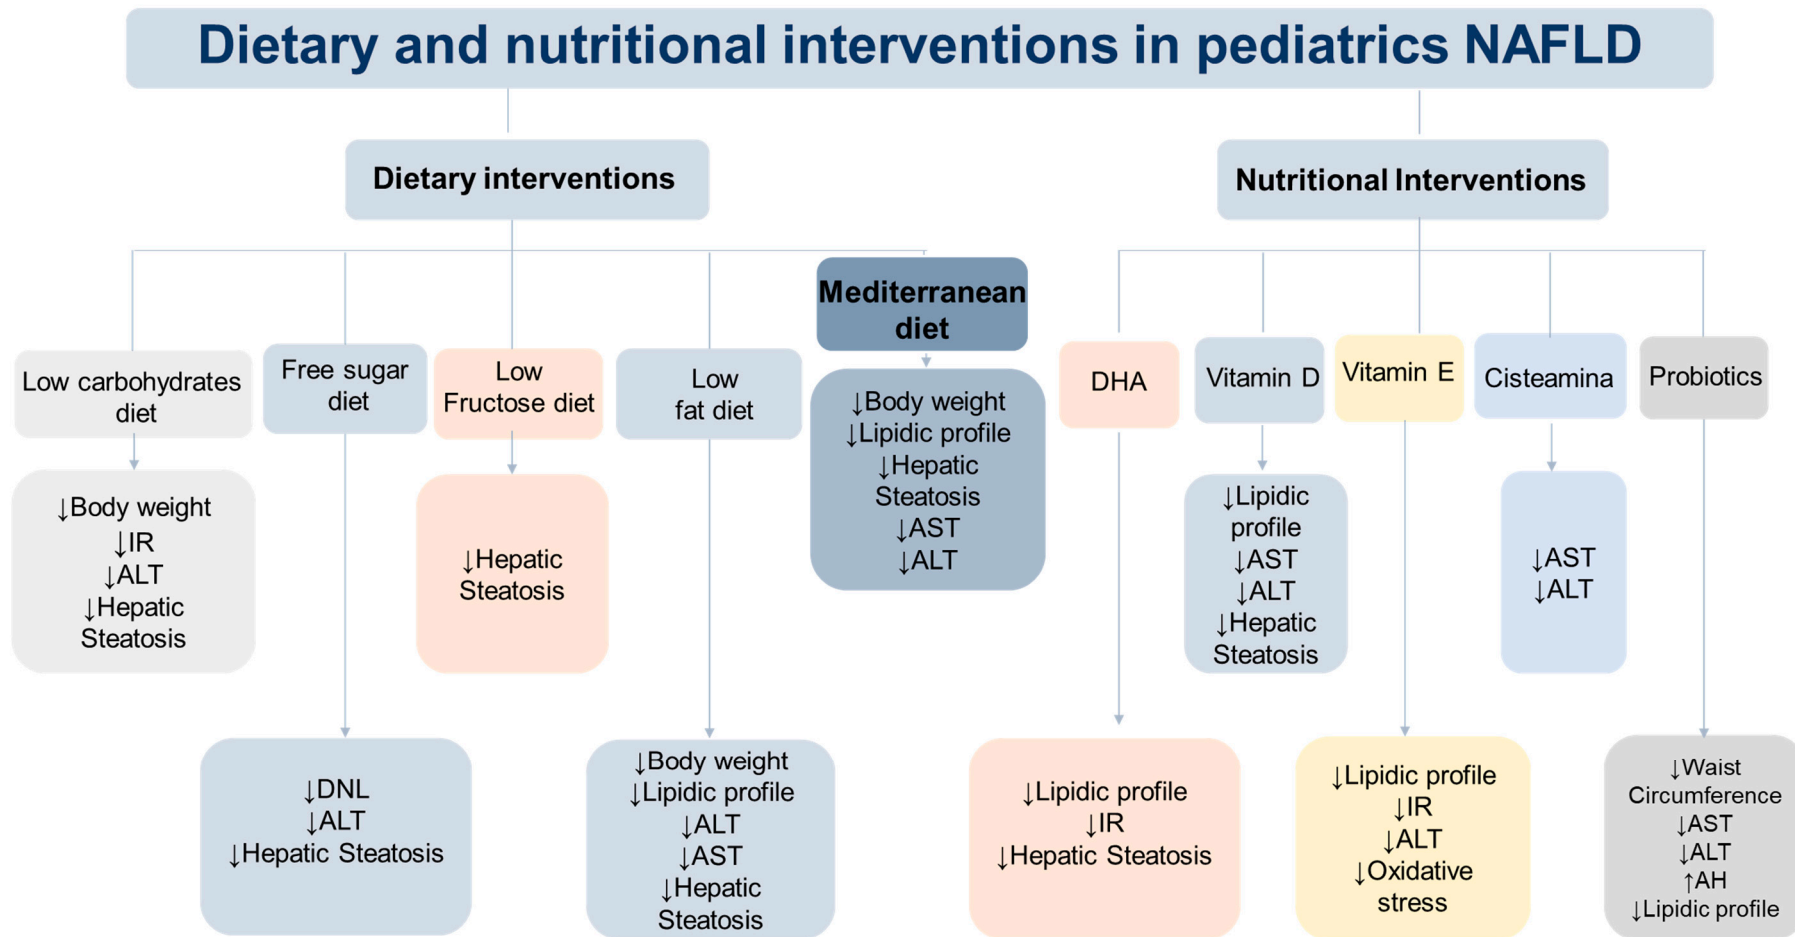 Dietary and nutritional interventions in pediatrics NAFLD
Dietary interventions
Nutritional Interventions
Low carbohydrates
diet
Free sugar
diet
Low
Fructose diet
Low
fat diet
Mediterranean
diet
DHA
Vitamin D
Vitamin E
Cisteamina
Probiotics
↓Body weight
↓IR
↓ALT
↓Hepatic
Steatosis
↓DNL
↓ALT
↓Hepatic Steatosis
↓Hepatic
Steatosis
↓Body weight
↓Lipidic profile
↓ALT
↓AST
↓Hepatic
Steatosis
↓Body weight
↓Lipidic profile
↓Hepatic
Steatosis
↓AST
↓ALT
↓Lipidic profile
↓IR
↓Hepatic Steatosis
↓Lipidic
profile
↓AST
↓ALT
↓Hepatic
Steatosis
↓Lipidic profile
↓IR
↓ALT
↓Oxidative
stress
↓AST
↓ALT
↓Waist
Circumference
↓AST
↓ALT
↑AH
↓Lipidic profile